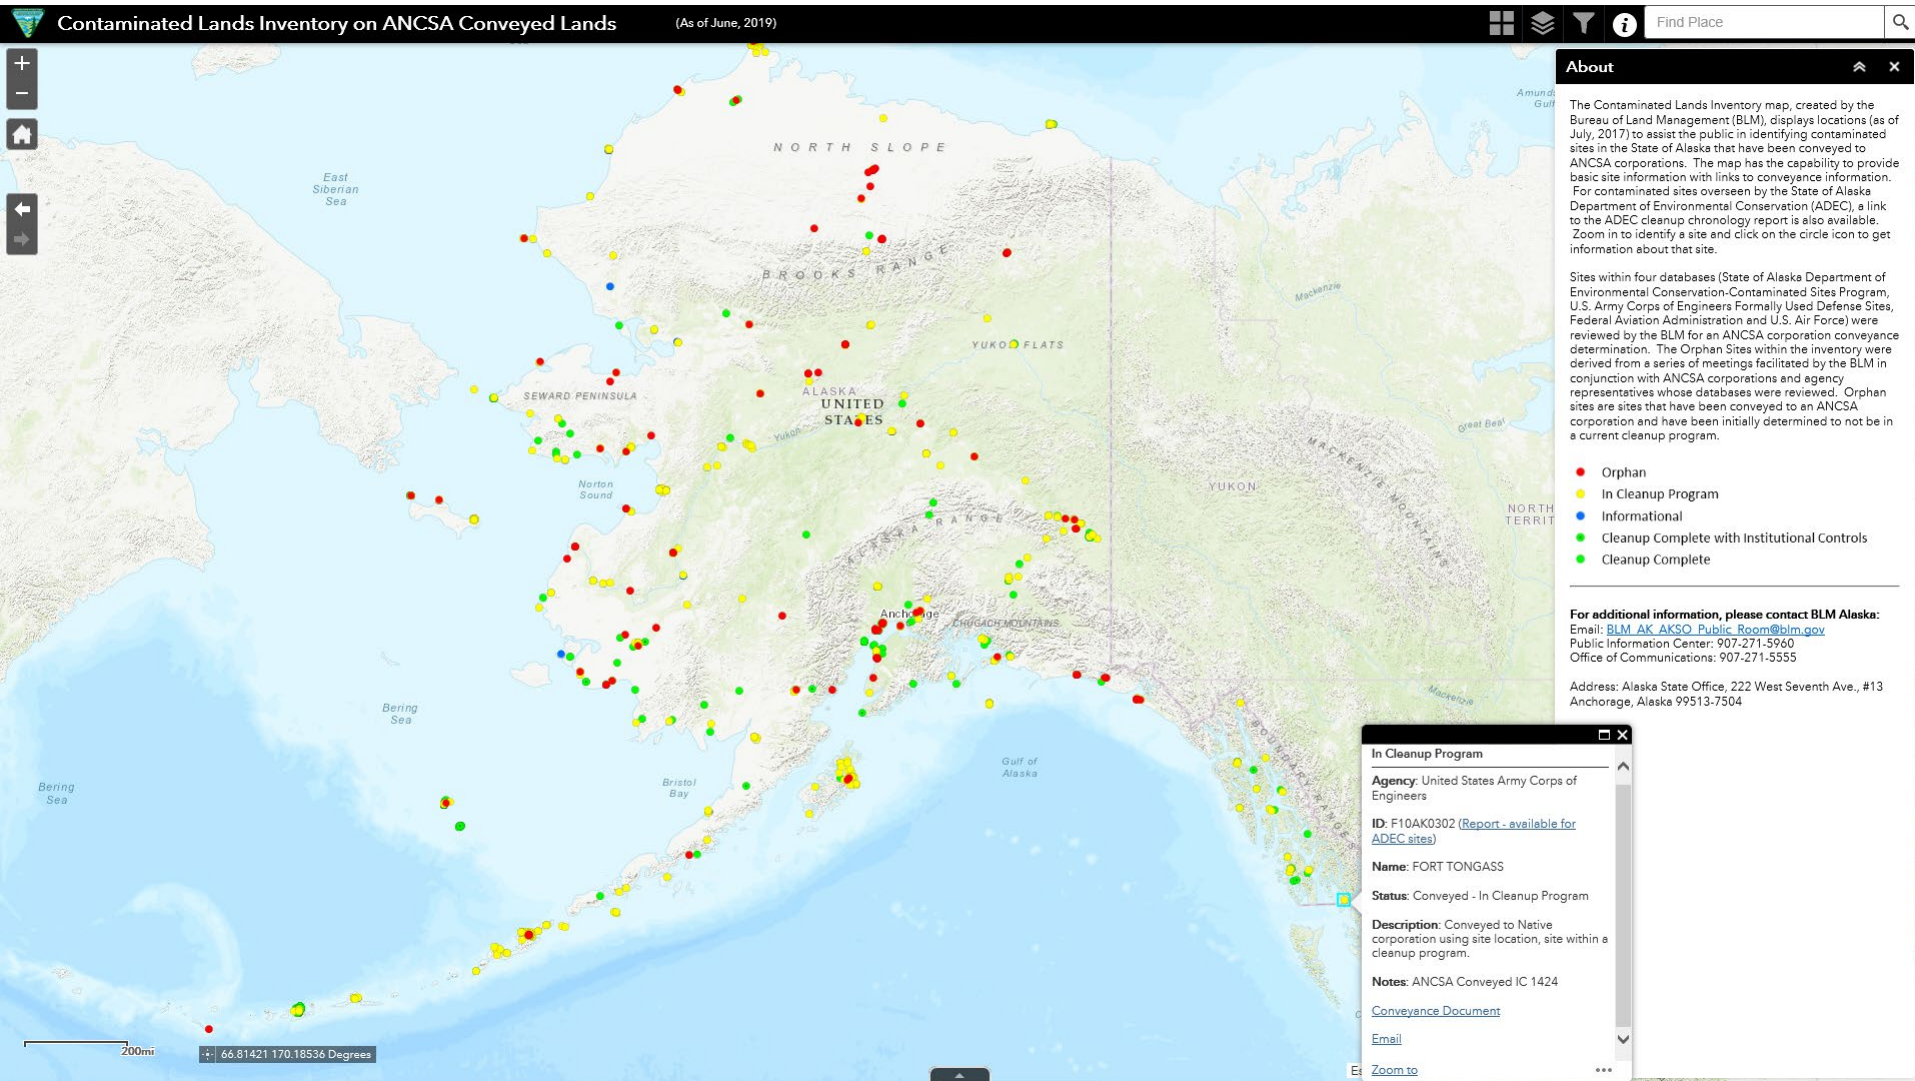 Contaminated Lands Inventory on ANCSA Conveyed Lands
(As of June, 2019)
Find Place
About
The Contaminated Lands Inventory map, created by the
Bureau of Land Management (BLM), displays locations (as of
July, 2017) to assist the public in identifying contaminated
sites in the State of Alaska that have been conveyed to
ANCSA corporations. The map has the capability to provide
basic site information with links to conveyance information.
For contaminated sites overseen by the State of Alaska
Department of Environmental Conservation (ADEC), a link
to the ADEC cleanup chronology report is also available.
Zoom in to identify a site and click on the circle icon to get
information about that site.
Sites within four databases (State of Alaska Department of
Environmental Conservation-Contaminated Sites Program,
U.S. Army Corps of Engineers Formally Used Defense Sites,
Federal Aviation Administration and U.S. Air Force) were
reviewed by the BLM for an ANCSA corporation conveyance
determination. The Orphan Sites within the inventory were
derived from a series of meetings facilitated by the BLM in
conjunction with ANCSA corporations and agency
representatives whose databases were reviewed. Orphan
sites are sites that have been conveyed to an ANCSA
corporation and have been initially determined to not be in
a current cleanup program.
Orphan
In Cleanup Program
Informational
Cleanup Complete with Institutional Controls
Cleanup Complete
For additional information, please contact BLM Alaska:
Email: BLM_AK_AKSO_Public_Room@blm.gov
Public Information Center: 907-271-5960
Office of Communications: 907-271-5555
Address: Alaska State Office, 222 West Seventh Ave., #13
Anchorage, Alaska 99513-7504
In Cleanup Program
Agency: United States Army Corps of
Engineers
ID: F10AK0302 (Report - available for
ADEC sites)
Name: FORT TONGASS
Status: Conveyed - In Cleanup Program
Description: Conveyed to Native
corporation using site location, site within a
cleanup program.
Notes: ANCSA Conveyed IC 1424
Conveyance Document
Email
Zoom to
NORTH SLOPE
East
Siberian
Sea
BROOKS RANGE
Mackenzie
YUKON FLATS
SEWARD PENINSULA
ALASKA
UNITED
STATES
Yukon
Great Bear
MACKENZIE MOUNTAINS
Norton
Sound
YUKON
NORTH
TERRIT
ALASKA RANGE
Anchorage
CHUGACH MOUNTAINS
Mackenzie
Bering
Sea
BOUNDARY RANGE
Gulf of
Alaska
Bristol
Bay
Bering
Sea
200mi
66.81421 170.18536 Degrees